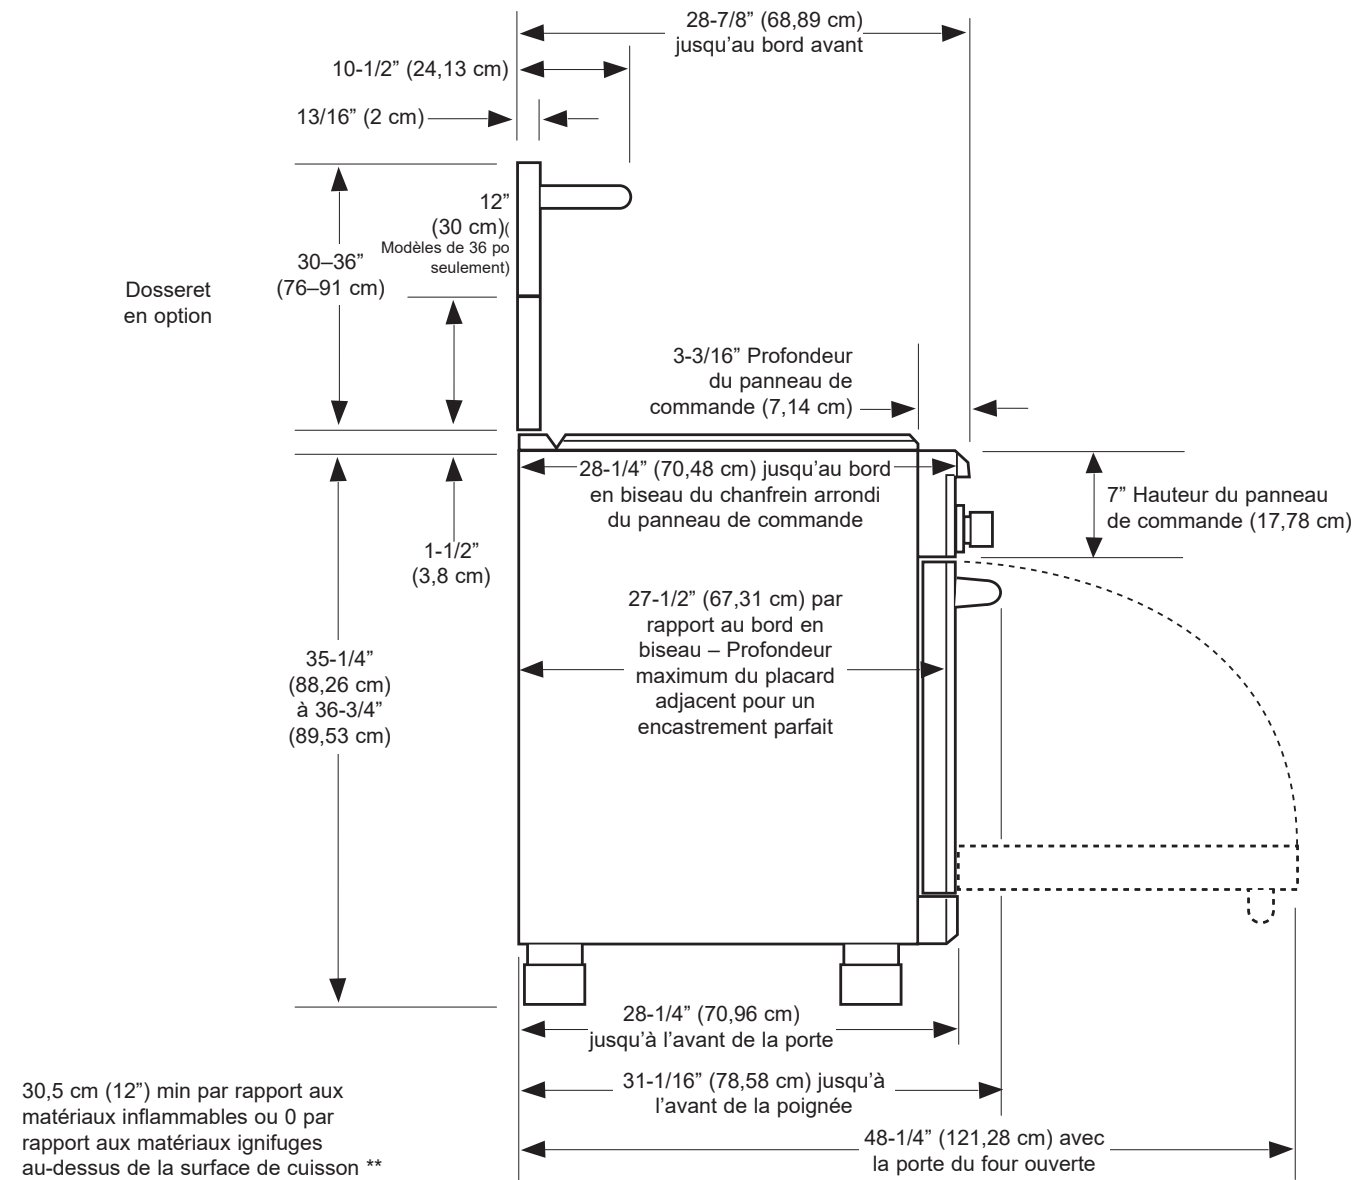 28-7/8” (68,89 cm)
jusqu’au bord avant
10-1/2” (24,13 cm)
13/16” (2 cm)
12”
(30 cm)(
Modèles de 36 po
seulement)
30–36”
(76–91 cm)
Dosseret
en option
3-3/16” Profondeur
du panneau de
commande (7,14 cm)
28-1/4” (70,48 cm) jusqu’au bord
en biseau du chanfrein arrondi
du panneau de commande
7” Hauteur du panneau
de commande (17,78 cm)
1-1/2”
(3,8 cm)
27-1/2” (67,31 cm) par
rapport au bord en
biseau – Profondeur
maximum du placard
adjacent pour un
encastrement parfait
35-1/4”
(88,26 cm)
à 36-3/4”
(89,53 cm)
28-1/4” (70,96 cm)
jusqu’à l’avant de la porte
31-1/16” (78,58 cm) jusqu’à
l’avant de la poignée
48-1/4” (121,28 cm) avec
la porte du four ouverte
30,5 cm (12”) min par rapport aux
matériaux inflammables ou 0 par
rapport aux matériaux ignifuges
au-dessus de la surface de cuisson **